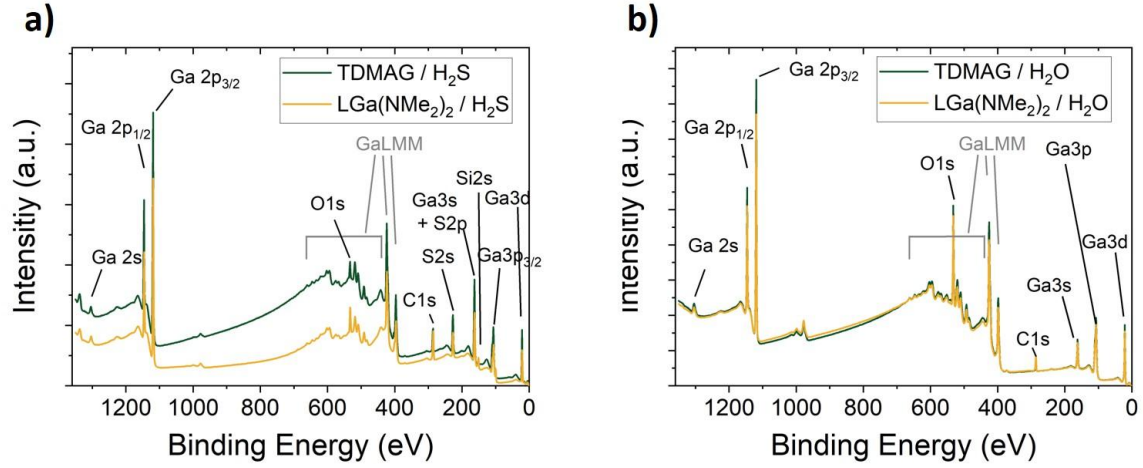 a)
TDMAG / H₂S
LGa(NMe₂)₂ / H₂S
Ga 2p₃/₂
Ga 2p₁/₂
GaLMM
Si2s
O1s
Ga3s
+ S2p
Ga3d
Ga 2s
S2s
Ga3p₃/₂
C1s
Intensitiy (a.u.)
1200 1000 800 600 400 200 0
Binding Energy (eV)
b)
TDMAG / H₂O
LGa(NMe₂)₂ / H₂O
Ga 2p₃/₂
Ga 2p₁/₂
GaLMM
Ga3p
O1s
Ga 2s
Ga3d
Ga3s
C1s
Intensitiy (a.u.)
1200 1000 800 600 400 200 0
Binding Energy (eV)